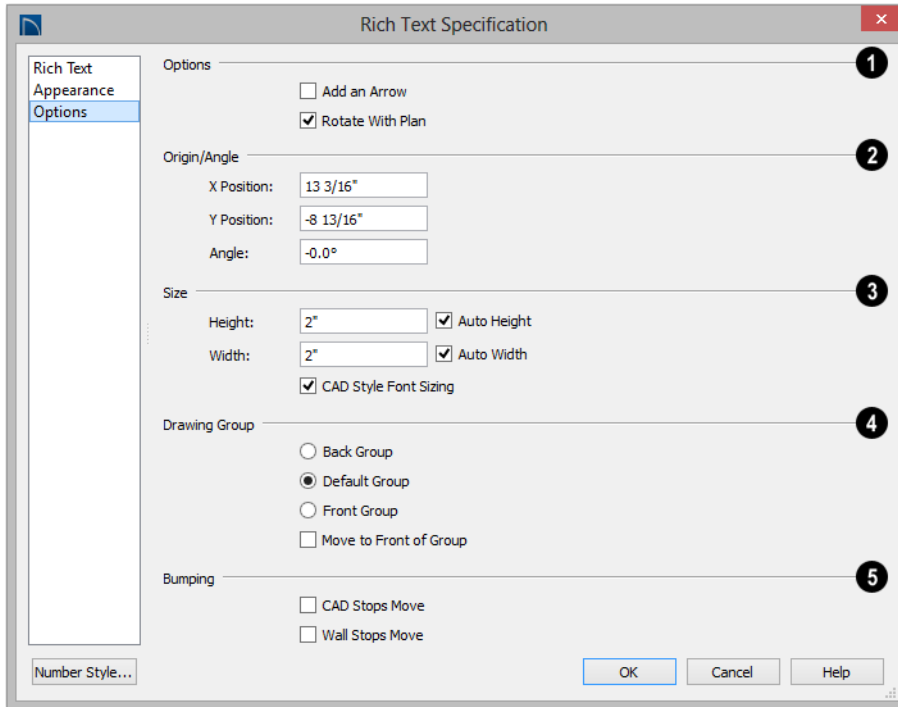 Rich Text Specification
×
Rich Text
Appearance
Options
Options
1
Add an Arrow
Rotate With Plan
Origin/Angle
2
X Position: 13 3/16"
Y Position: -8 13/16"
Angle: -0.0°
Size
3
Height: 2" Auto Height
Width: 2" Auto Width
CAD Style Font Sizing
Drawing Group
4
Back Group
Default Group
Front Group
Move to Front of Group
Bumping
5
CAD Stops Move
Wall Stops Move
Number Style... OK Cancel Help